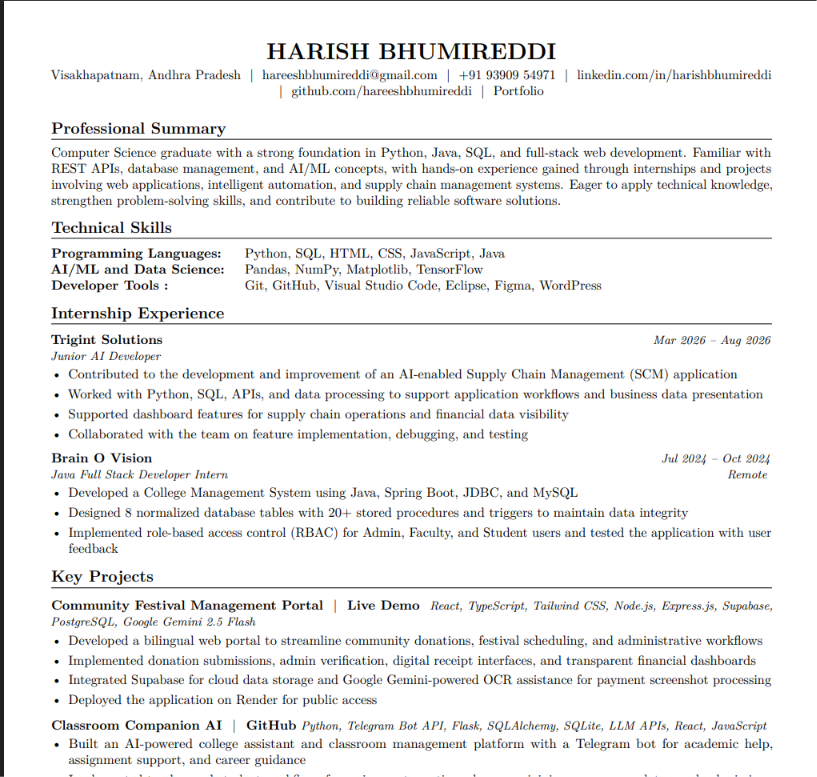 HARISH BHUMIREDDI
Visakhapatnam, Andhra Pradesh | hareeshbhumireddi@gmail.com | +91 93909 54971 | linkedin.com/in/harishbhumireddi
| github.com/hareeshbhumireddi | Portfolio
Professional Summary
Computer Science graduate with a strong foundation in Python, Java, SQL, and full-stack web development. Familiar with
REST APIs, database management, and AI/ML concepts, with hands-on experience gained through internships and projects
involving web applications, intelligent automation, and supply chain management systems. Eager to apply technical knowledge,
strengthen problem-solving skills, and contribute to building reliable software solutions.
Technical Skills
Programming Languages: Python, SQL, HTML, CSS, JavaScript, Java
AI/ML and Data Science: Pandas, NumPy, Matplotlib, TensorFlow
Developer Tools : Git, GitHub, Visual Studio Code, Eclipse, Figma, WordPress
Internship Experience
Trigint Solutions Mar 2026 – Aug 2026
Junior AI Developer
• Contributed to the development and improvement of an AI-enabled Supply Chain Management (SCM) application
• Worked with Python, SQL, APIs, and data processing to support application workflows and business data presentation
• Supported dashboard features for supply chain operations and financial data visibility
• Collaborated with the team on feature implementation, debugging, and testing
Brain O Vision Jul 2024 – Oct 2024
Java Full Stack Developer Intern Remote
• Developed a College Management System using Java, Spring Boot, JDBC, and MySQL
• Designed 8 normalized database tables with 20+ stored procedures and triggers to maintain data integrity
• Implemented role-based access control (RBAC) for Admin, Faculty, and Student users and tested the application with user
feedback
Key Projects
Community Festival Management Portal | Live Demo React, TypeScript, Tailwind CSS, Node.js, Express.js, Supabase,
PostgreSQL, Google Gemini 2.5 Flash
• Developed a bilingual web portal to streamline community donations, festival scheduling, and administrative workflows
• Implemented donation submissions, admin verification, digital receipt interfaces, and transparent financial dashboards
• Integrated Supabase for cloud data storage and Google Gemini-powered OCR assistance for payment screenshot processing
• Deployed the application on Render for public access
Classroom Companion AI | GitHub Python, Telegram Bot API, Flask, SQLAlchemy, SQLite, LLM APIs, React, JavaScript
• Built an AI-powered college assistant and classroom management platform with a Telegram bot for academic help,
assignment support, and career guidance